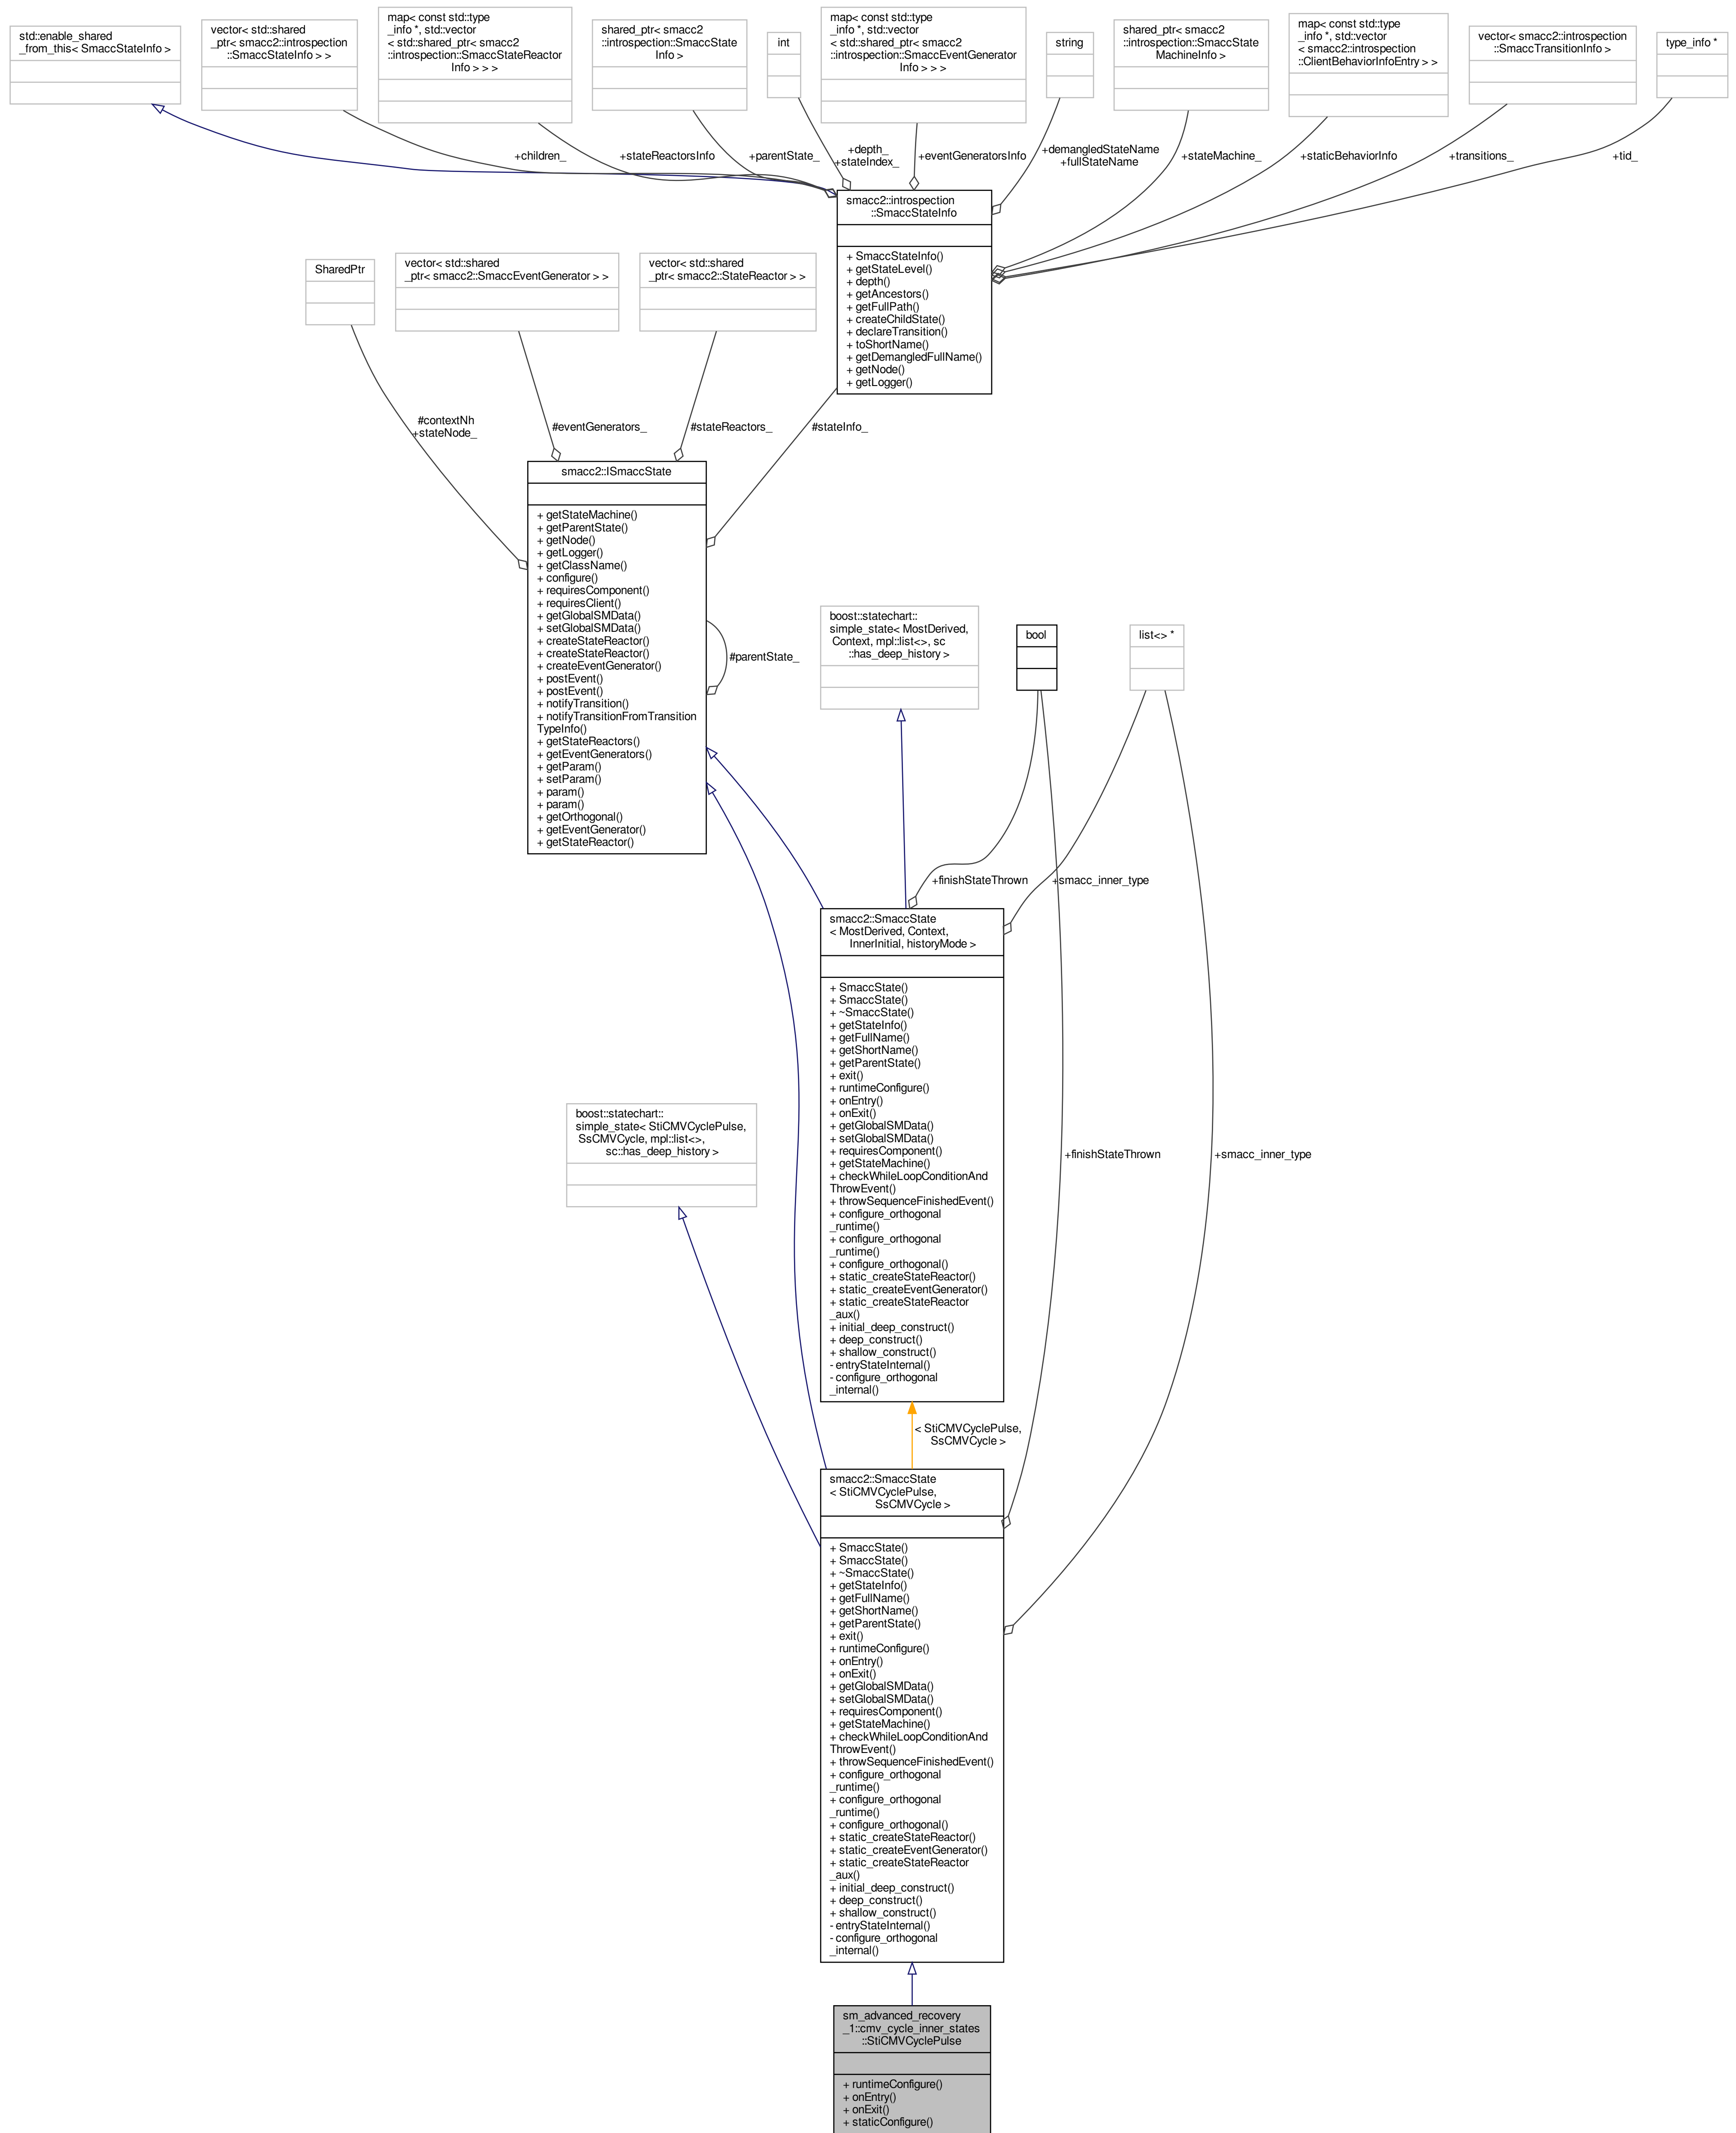 std::enable_shared
_from_this< SmaccStateInfo >
vector< std::shared
_ptr< smacc2::introspection
::SmaccStateInfo > >
map< const std::type
_info *, std::vector
< std::shared_ptr< smacc2
::introspection::SmaccStateReactor
Info > > >
shared_ptr< smacc2
::introspection::SmaccState
Info >
int
map< const std::type
_info *, std::vector
< std::shared_ptr< smacc2
::introspection::SmaccEventGenerator
Info > > >
string
shared_ptr< smacc2
::introspection::SmaccState
MachineInfo >
map< const std::type
_info *, std::vector
< smacc2::introspection
::ClientBehaviorInfoEntry > >
vector< smacc2::introspection
::SmaccTransitionInfo >
type_info *
+children_
+stateReactorsInfo
+parentState_
+depth_
+stateIndex_
+eventGeneratorsInfo
+demangledStateName
+fullStateName
+stateMachine_
+staticBehaviorInfo
+transitions_
+tid_
smacc2::introspection
::SmaccStateInfo
+ SmaccStateInfo()
+ getStateLevel()
+ depth()
+ getAncestors()
+ getFullPath()
+ createChildState()
+ declareTransition()
+ toShortName()
+ getDemangledFullName()
+ getNode()
+ getLogger()
SharedPtr
vector< std::shared
_ptr< smacc2::SmaccEventGenerator > >
vector< std::shared
_ptr< smacc2::StateReactor > >
#contextNh
+stateNode_
#eventGenerators_
#stateReactors_
#stateInfo_
smacc2::ISmaccState
+ getStateMachine()
+ getParentState()
+ getNode()
+ getLogger()
+ getClassName()
+ configure()
+ requiresComponent()
+ requiresClient()
+ getGlobalSMData()
+ setGlobalSMData()
+ createStateReactor()
+ createStateReactor()
+ createEventGenerator()
+ postEvent()
+ postEvent()
+ notifyTransition()
+ notifyTransitionFromTransition
TypeInfo()
+ getStateReactors()
+ getEventGenerators()
+ getParam()
+ setParam()
+ param()
+ param()
+ getOrthogonal()
+ getEventGenerator()
+ getStateReactor()
#parentState_
boost::statechart::
simple_state< MostDerived,
Context, mpl::list<>, sc
::has_deep_history >
bool
list<> *
+finishStateThrown
+smacc_inner_type
smacc2::SmaccState
< MostDerived, Context,
InnerInitial, historyMode >
+ SmaccState()
+ SmaccState()
+ ~SmaccState()
+ getStateInfo()
+ getFullName()
+ getShortName()
+ getParentState()
+ exit()
+ runtimeConfigure()
+ onEntry()
+ onExit()
+ getGlobalSMData()
+ setGlobalSMData()
+ requiresComponent()
+ getStateMachine()
+ checkWhileLoopConditionAnd
ThrowEvent()
+ throwSequenceFinishedEvent()
+ configure_orthogonal
_runtime()
+ configure_orthogonal
_runtime()
+ configure_orthogonal()
+ static_createStateReactor()
+ static_createEventGenerator()
+ static_createStateReactor
_aux()
+ initial_deep_construct()
+ deep_construct()
+ shallow_construct()
- entryStateInternal()
- configure_orthogonal
_internal()
boost::statechart::
simple_state< StiCMVCyclePulse,
SsCMVCycle, mpl::list<>,
sc::has_deep_history >
+finishStateThrown
+smacc_inner_type
< StiCMVCyclePulse,
SsCMVCycle >
smacc2::SmaccState
< StiCMVCyclePulse,
SsCMVCycle >
+ SmaccState()
+ SmaccState()
+ ~SmaccState()
+ getStateInfo()
+ getFullName()
+ getShortName()
+ getParentState()
+ exit()
+ runtimeConfigure()
+ onEntry()
+ onExit()
+ getGlobalSMData()
+ setGlobalSMData()
+ requiresComponent()
+ getStateMachine()
+ checkWhileLoopConditionAnd
ThrowEvent()
+ throwSequenceFinishedEvent()
+ configure_orthogonal
_runtime()
+ configure_orthogonal
_runtime()
+ configure_orthogonal()
+ static_createStateReactor()
+ static_createEventGenerator()
+ static_createStateReactor
_aux()
+ initial_deep_construct()
+ deep_construct()
+ shallow_construct()
- entryStateInternal()
- configure_orthogonal
_internal()
sm_advanced_recovery
_1::cmv_cycle_inner_states
::StiCMVCyclePulse
+ runtimeConfigure()
+ onEntry()
+ onExit()
+ staticConfigure()